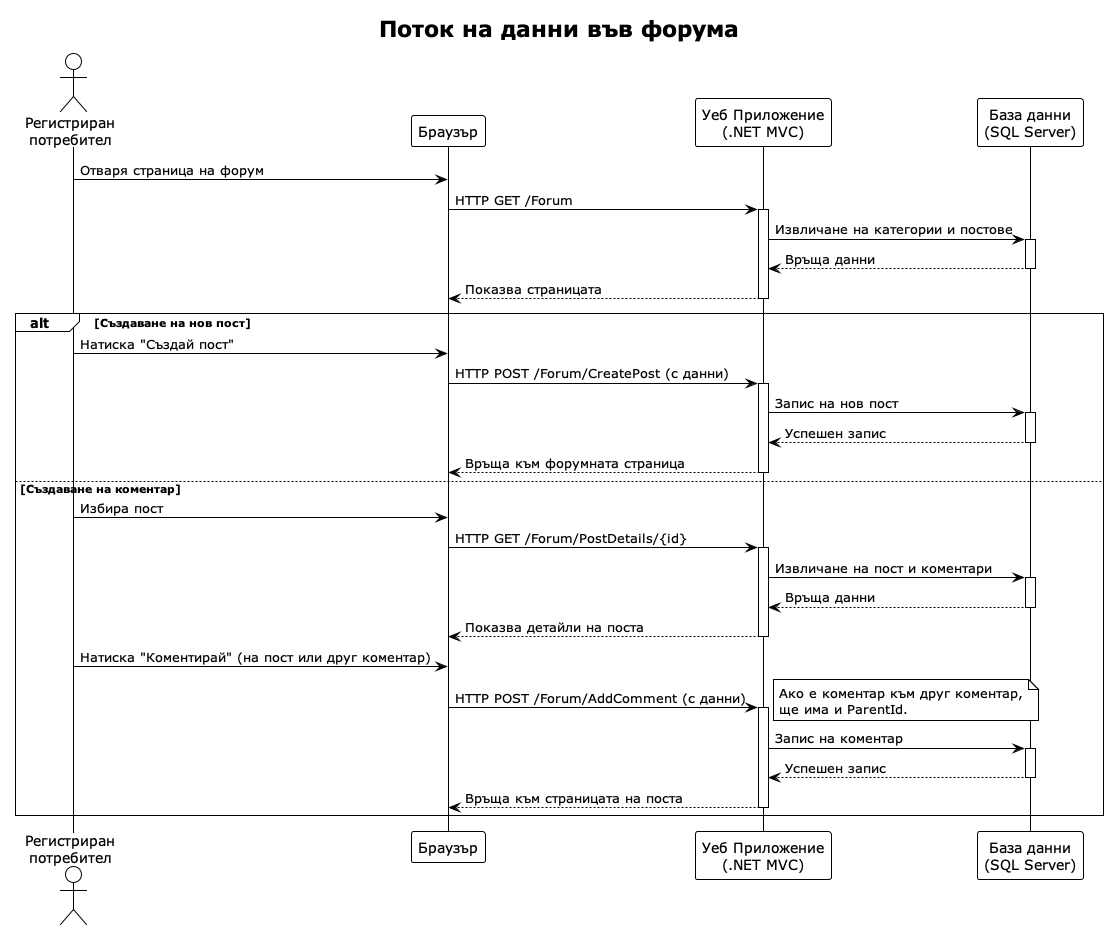 Поток на данни във форума
Регистриран
потребител
Браузър
Уеб Приложение
(.NET MVC)
База данни
(SQL Server)
Отваря страница на форум
HTTP GET /Forum
Извличане на категории и постове
Връща данни
Показва страницата
alt
[Създаване на нов пост]
Натиска "Създай пост"
HTTP POST /Forum/CreatePost (с данни)
Запис на нов пост
Успешен запис
Връща към форумната страница
[Създаване на коментар]
Избира пост
HTTP GET /Forum/PostDetails/{id}
Извличане на пост и коментари
Връща данни
Показва детайли на поста
Натиска "Коментирай" (на пост или друг коментар)
HTTP POST /Forum/AddComment (с данни)
Ако е коментар към друг коментар,
ще има и ParentId.
Запис на коментар
Успешен запис
Връща към страницата на поста
Регистриран
потребител
Браузър
Уеб Приложение
(.NET MVC)
База данни
(SQL Server)